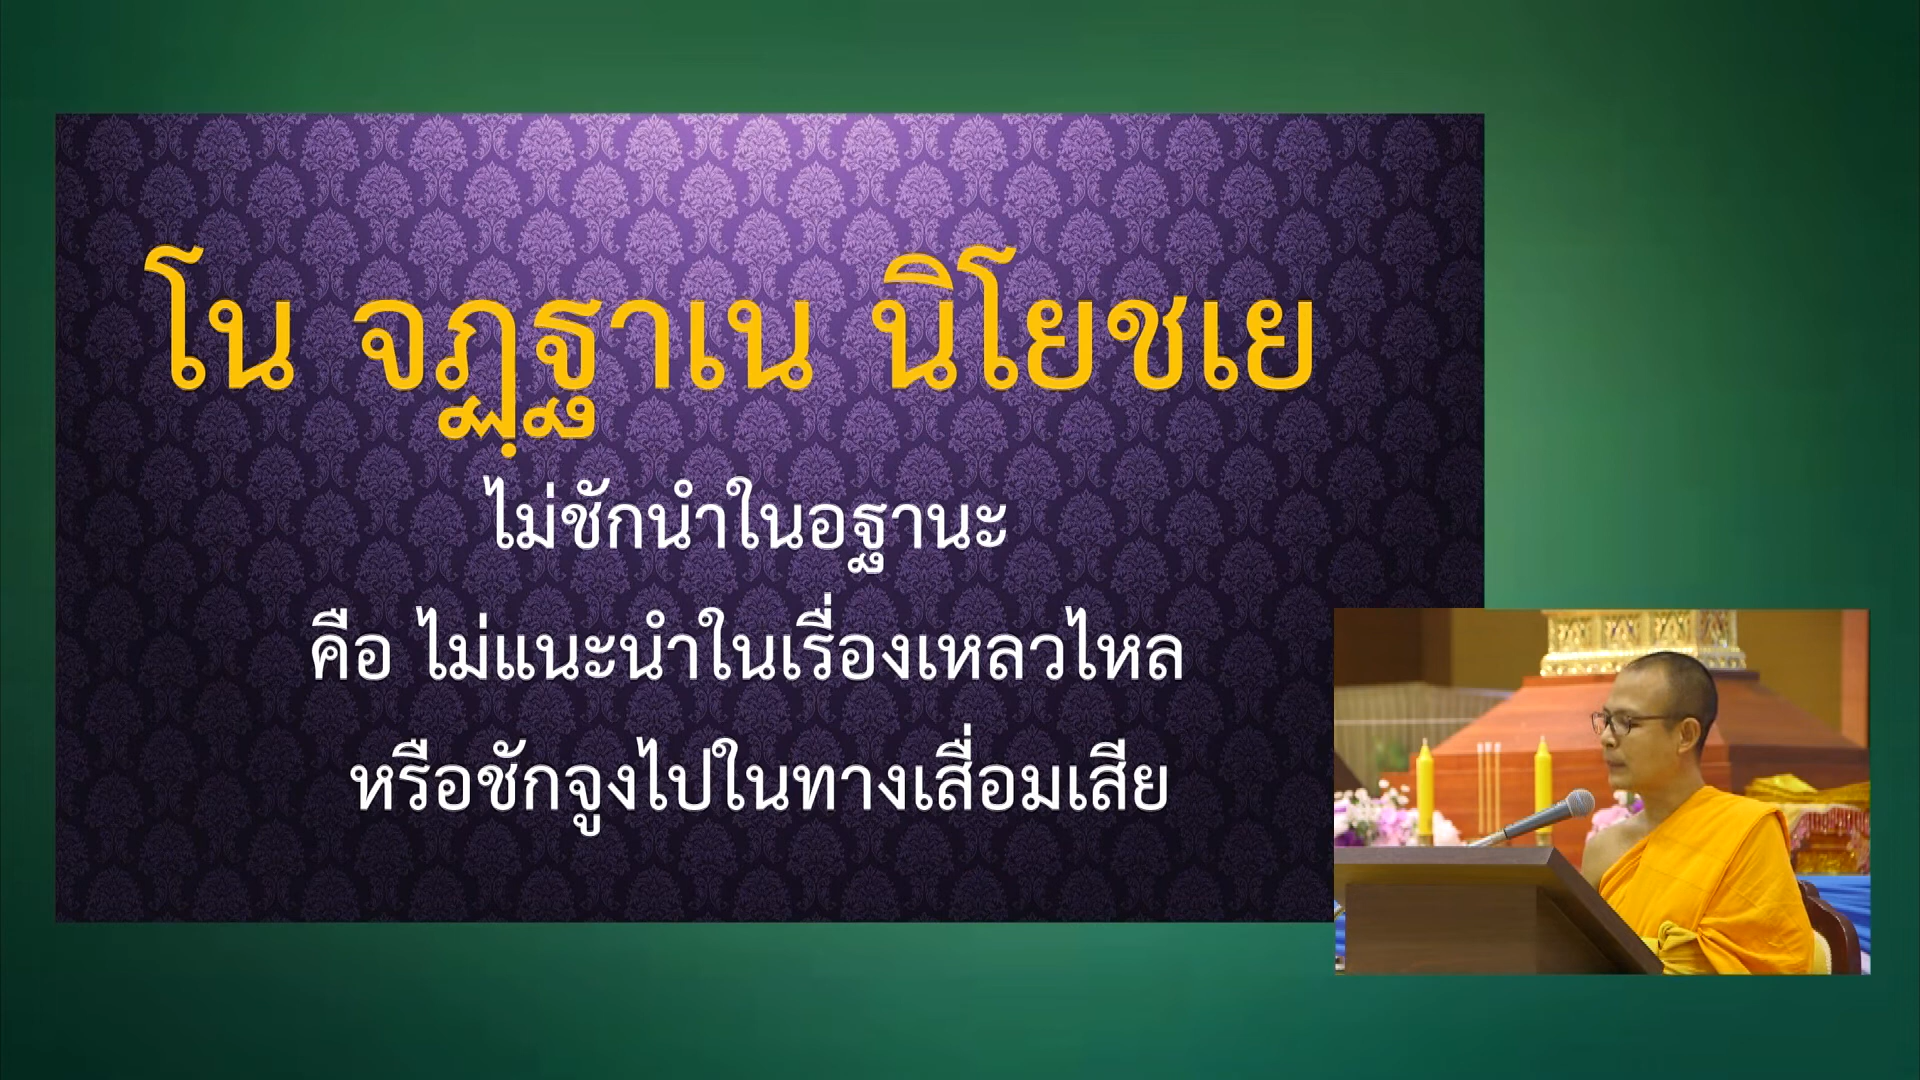 โน จฏฺฐาเน นิโยชเย
ไม่ชักนำในอฐานะ
คือ ไม่แนะนำในเรื่องเหลวไหล
หรือชักจูงไปในทางเสื่อมเสีย